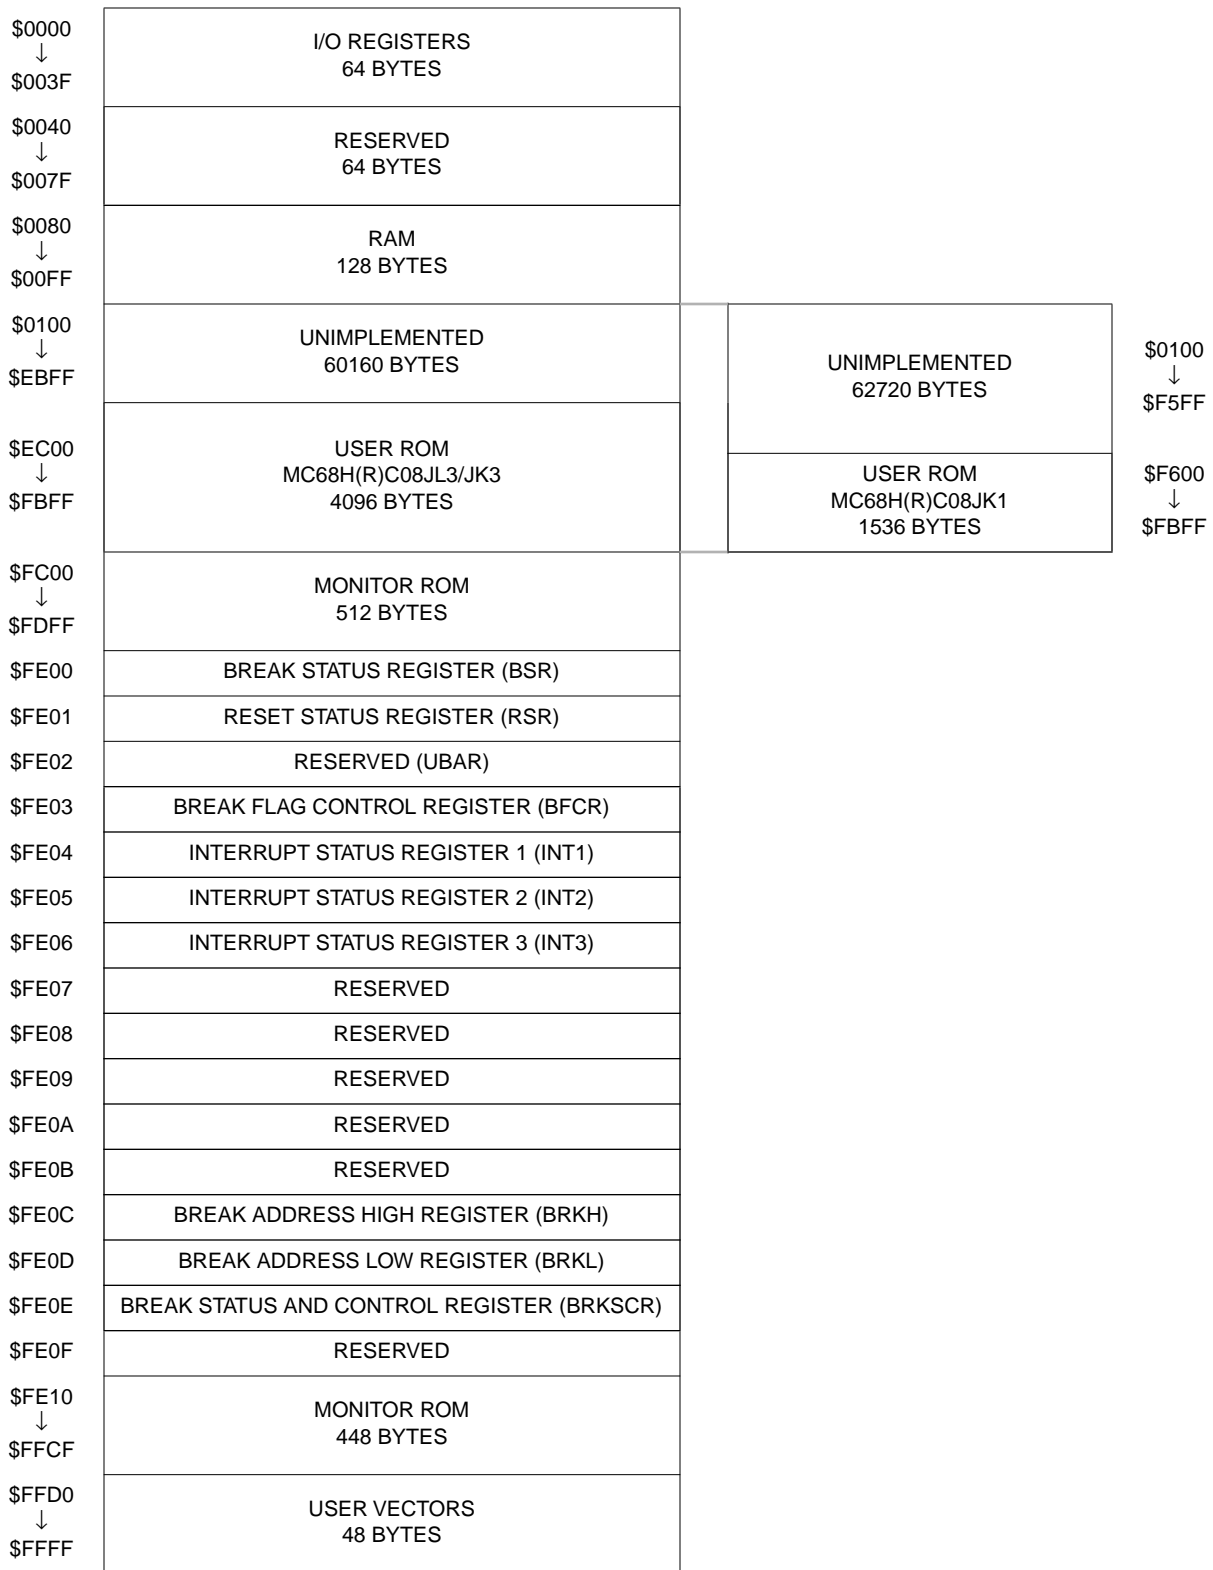 $0000
↓
$003F
I/O REGISTERS
64 BYTES
$0040
↓
$007F
RESERVED
64 BYTES
$0080
↓
$00FF
RAM
128 BYTES
$0100
↓
$EBFF
UNIMPLEMENTED
60160 BYTES
UNIMPLEMENTED
62720 BYTES
$0100
↓
$F5FF
$EC00
↓
$FBFF
USER ROM
MC68H(R)C08JL3/JK3
4096 BYTES
USER ROM
MC68H(R)C08JK1
1536 BYTES
$F600
↓
$FBFF
$FC00
↓
$FDFF
MONITOR ROM
512 BYTES
$FE00 BREAK STATUS REGISTER (BSR)
$FE01 RESET STATUS REGISTER (RSR)
$FE02 RESERVED (UBAR)
$FE03 BREAK FLAG CONTROL REGISTER (BFCR)
$FE04 INTERRUPT STATUS REGISTER 1 (INT1)
$FE05 INTERRUPT STATUS REGISTER 2 (INT2)
$FE06 INTERRUPT STATUS REGISTER 3 (INT3)
$FE07 RESERVED
$FE08 RESERVED
$FE09 RESERVED
$FE0A RESERVED
$FE0B RESERVED
$FE0C BREAK ADDRESS HIGH REGISTER (BRKH)
$FE0D BREAK ADDRESS LOW REGISTER (BRKL)
$FE0E BREAK STATUS AND CONTROL REGISTER (BRKSCR)
$FE0F RESERVED
$FE10
↓
$FFCF
MONITOR ROM
448 BYTES
$FFD0
↓
$FFFF
USER VECTORS
48 BYTES